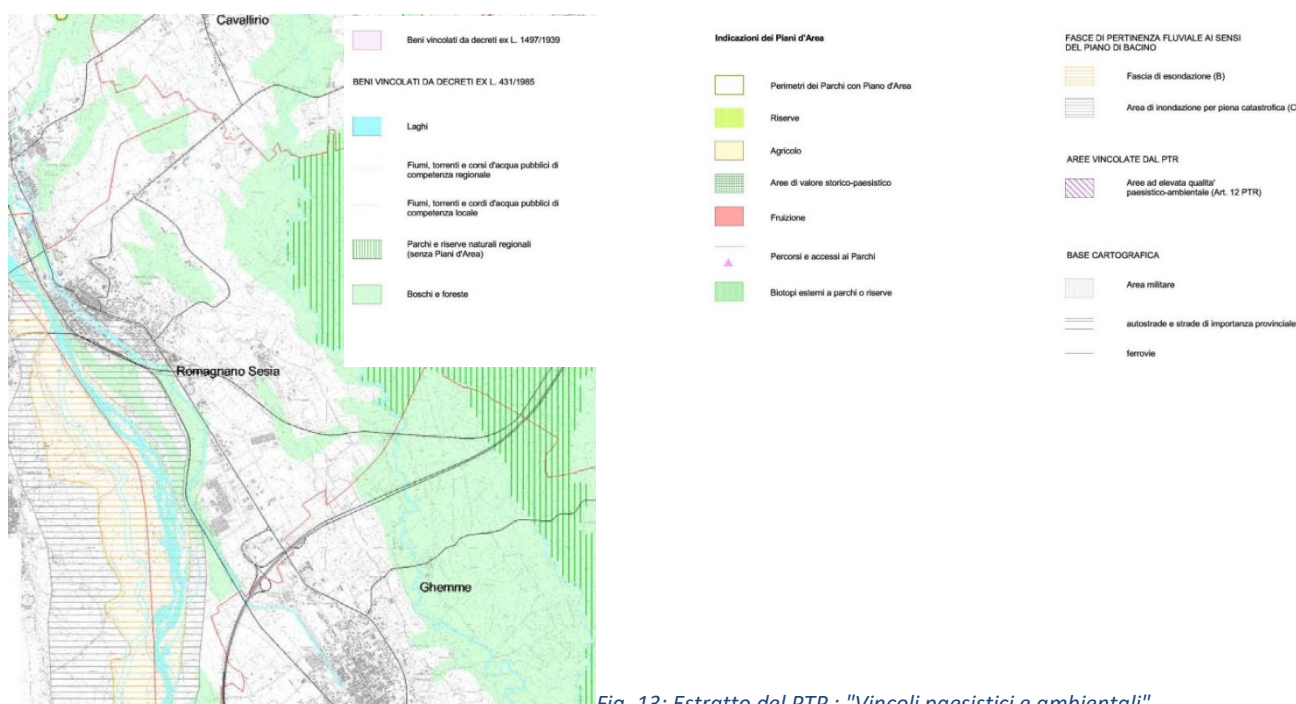 Cavallirio
Romagnano Sesia
Ghemme
Beni vincolati da decreti ex L. 1497/1939
BENI VINCOLATI DA DECRETI EX L. 431/1985
Laghi
Fiumi, torrenti e corsi d'acqua pubblici di
competenza regionale
Fiumi, torrenti e cordi d'acqua pubblici di
competenza locale
Parchi e riserve naturali regionali
(senza Piani d'Area)
Boschi e foreste
Indicazioni dei Piani d'Area
Perimetri dei Parchi con Piano d'Area
Riserve
Agricolo
Aree di valore storico-paesistico
Fruizione
Percorsi e accessi ai Parchi
Biotopi esterni a parchi o riserve
FASCE DI PERTINENZA FLUVIALE AI SENSI
DEL PIANO DI BACINO
Fascia di esondazione (B)
Area di inondazione per piena catastrofica (C
AREE VINCOLATE DAL PTR
Aree ad elevata qualita'
paesistico-ambientale (Art. 12 PTR)
BASE CARTOGRAFICA
Area militare
autostrade e strade di importanza provinciale
ferrovie
Fig. 13: Estratto del PTP : "Vincoli paesistici e ambientali"